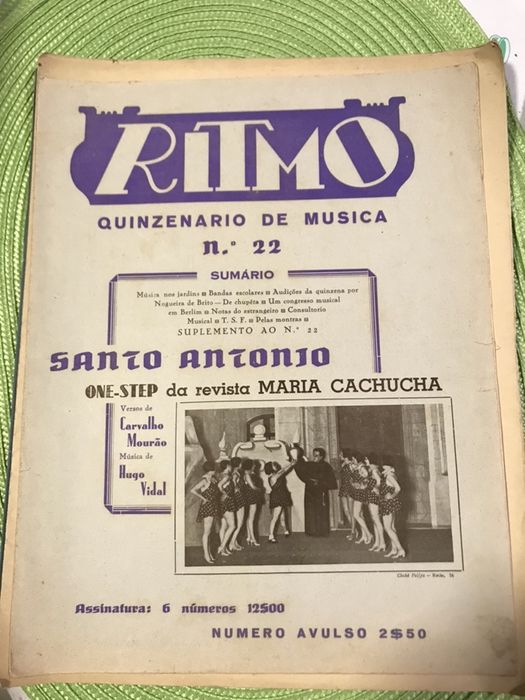 RITMO
QUINZENARIO DE MUSICA
N.º 22
SUMÁRIO
Música nos jardins ■ Bandas escolares ■ Audições da quinzena por
Nogueira de Brito — De chupêta ■ Um congresso musical
em Berlim ■ Notas do estrangeiro ■ Consultorio
Musical ■ T. S. F. ■ Pelas montras ■
SUPLEMENTO AO N.º 22
SANTO ANTONIO
ONE-STEP da revista MARIA CACHUCHA
Versos de
Carvalho
Mourão
Música de
Hugo
Vidal
Cliché
Assinatura: 6 números 12$00
NUMERO AVULSO 2$50